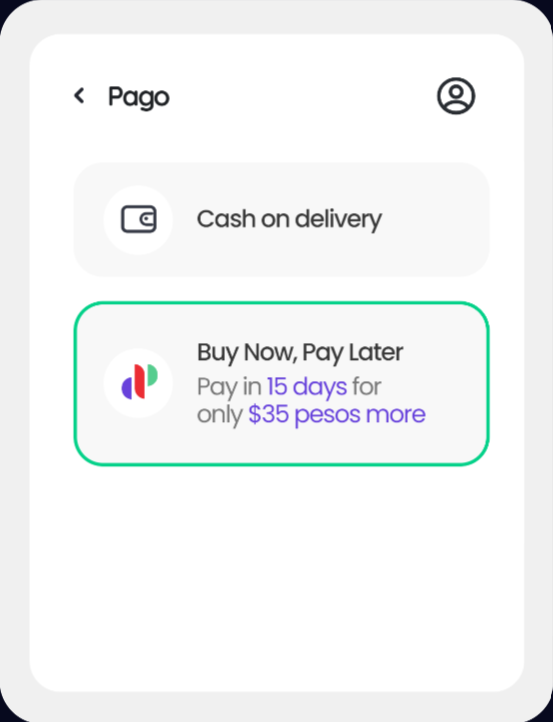 Pago
Cash on delivery
Buy Now, Pay Later
Pay in 15 days for
only $35 pesos more